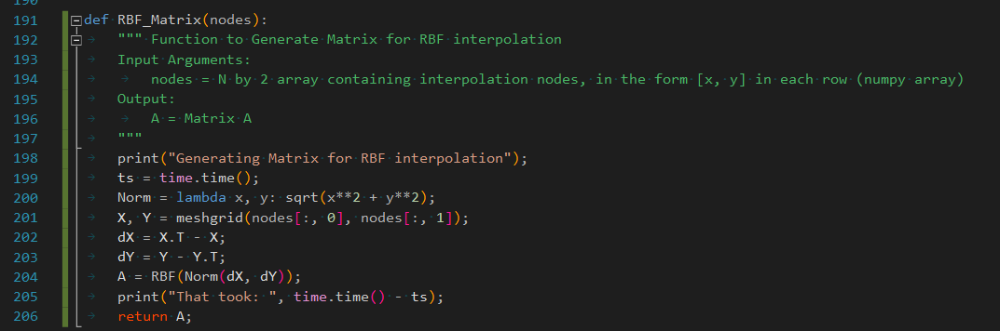 190
191 def RBF_Matrix(nodes):
192 """ Function to Generate Matrix for RBF interpolation
193 Input Arguments:
194 nodes = N by 2 array containing interpolation nodes, in the form [x, y] in each row (numpy array)
195 Output:
196 A = Matrix A
197 """
198 print("Generating Matrix for RBF interpolation");
199 ts = time.time();
200 Norm = lambda x, y: sqrt(x**2 + y**2);
201 X, Y = meshgrid(nodes[:, 0], nodes[:, 1]);
202 dX = X.T - X;
203 dY = Y - Y.T;
204 A = RBF(Norm(dX, dY));
205 print("That took: ", time.time() - ts);
206 return A;